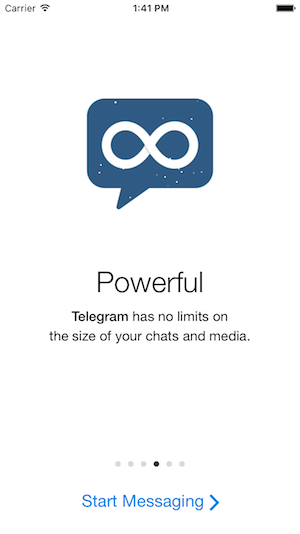 Carrier 1:41 PM
Powerful
Telegram has no limits on
the size of your chats and media.
Start Messaging